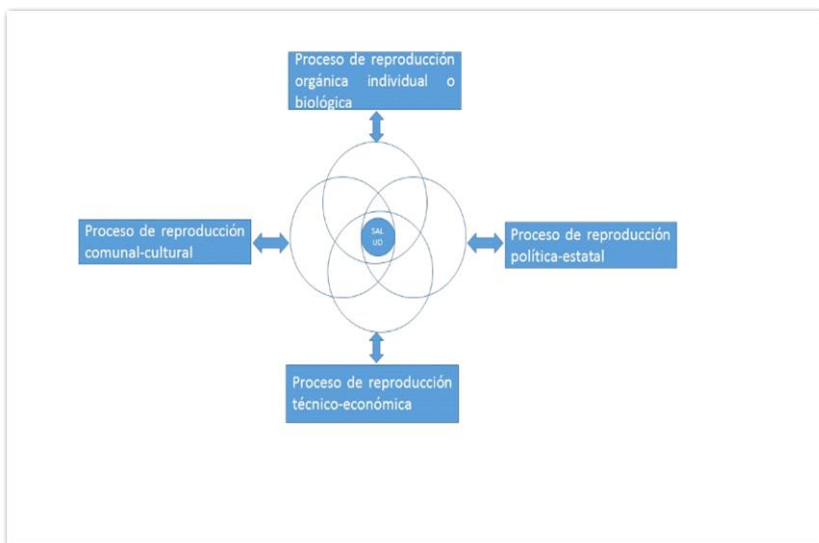 Proceso de reproducción
orgánica individual o
biológica
Proceso de reproducción
comunal-cultural
SAL
UD
Proceso de reproducción
política-estatal
Proceso de reproducción
técnico-económica